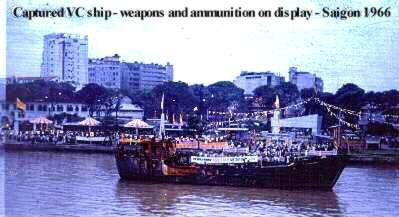 Captured VC ship - weapons and ammunition on display - Saigon 1966